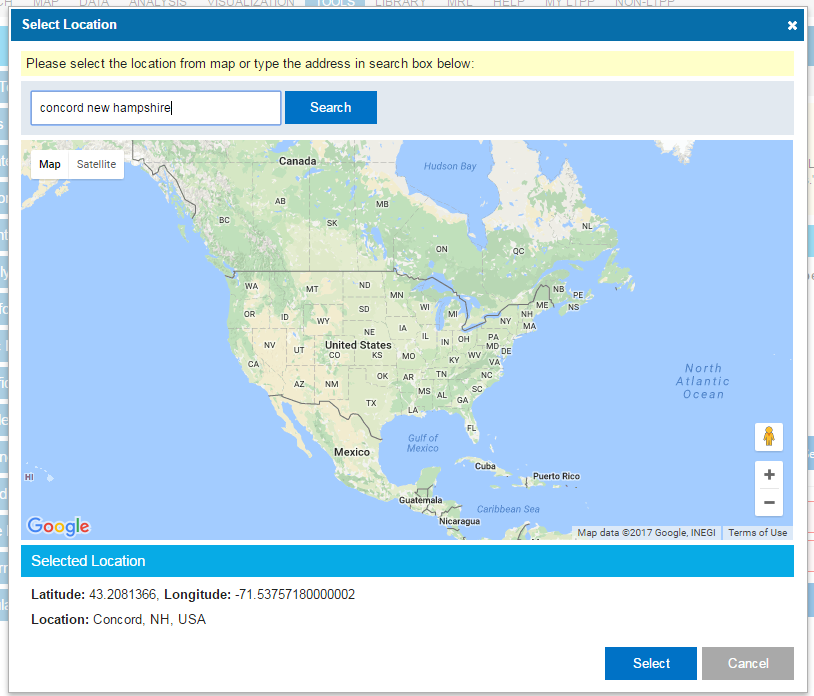 MAP DATA ANALYSIS VISUALIZATION TOOLS LIBRARY MRL HELP MY LTPP NON-LTPP
Select Location
Please select the location from map or type the address in search box below:
concord new hampshire
Search
Map Satellite
Canada
Hudson Bay
AB
MB
BC
SK
NL
ON
QC
WA
MT
ND
MN
NB
PE
ME
NS
OR
ID
WY
SD
WI
MI
NY
NH
MA
NV
UT
NE
IA
IL
IN
OH
PA
MD
DE
United States
CO
KS
MO
KY
WV
VA
CA
AZ
NM
OK
AR
TN
NC
SC
MS
AL
GA
TX
LA
FL
North
Atlantic
Ocean
Gulf of
Mexico
Mexico
Cuba
Puerto Rico
HI
Guatemala
Caribbean Sea
Nicaragua
Google
Map data ©2017 Google, INEGI
Terms of Use
Selected Location
Latitude: 43.2081366, Longitude: -71.53757180000002
Location: Concord, NH, USA
Select Cancel